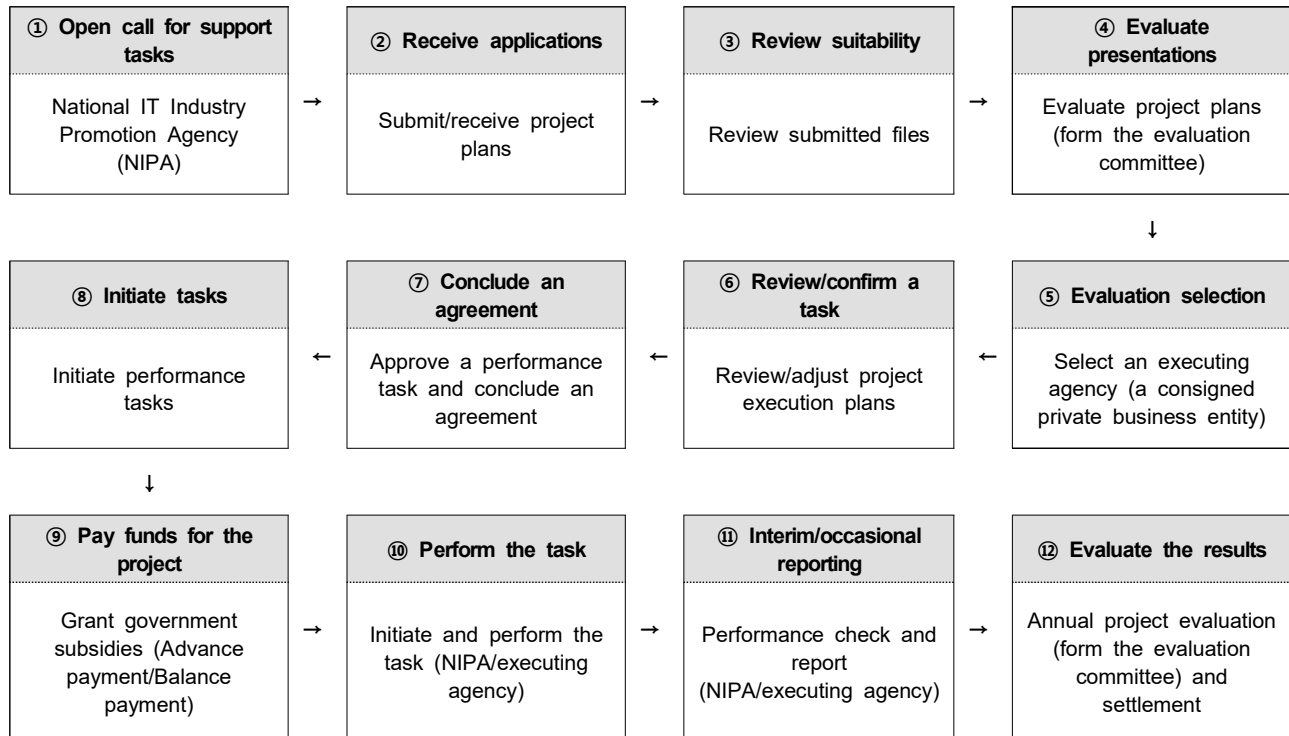 ① Open call for support
tasks
National IT Industry
Promotion Agency
(NIPA)
→
② Receive applications
Submit/receive project
plans
→
③ Review suitability
Review submitted files
→
④ Evaluate
presentations
Evaluate project plans
(form the evaluation
committee)
↓
⑤ Evaluation selection
Select an executing
agency (a consigned
private business entity)
←
⑥ Review/confirm a
task
Review/adjust project
execution plans
←
⑦ Conclude an
agreement
Approve a performance
task and conclude an
agreement
←
⑧ Initiate tasks
Initiate performance
tasks
↓
⑨ Pay funds for the
project
Grant government
subsidies (Advance
payment/Balance
payment)
→
⑩ Perform the task
Initiate and perform the
task (NIPA/executing
agency)
→
⑪ Interim/occasional
reporting
Performance check and
report
(NIPA/executing agency)
→
⑫ Evaluate the results
Annual project evaluation
(form the evaluation
committee) and
settlement